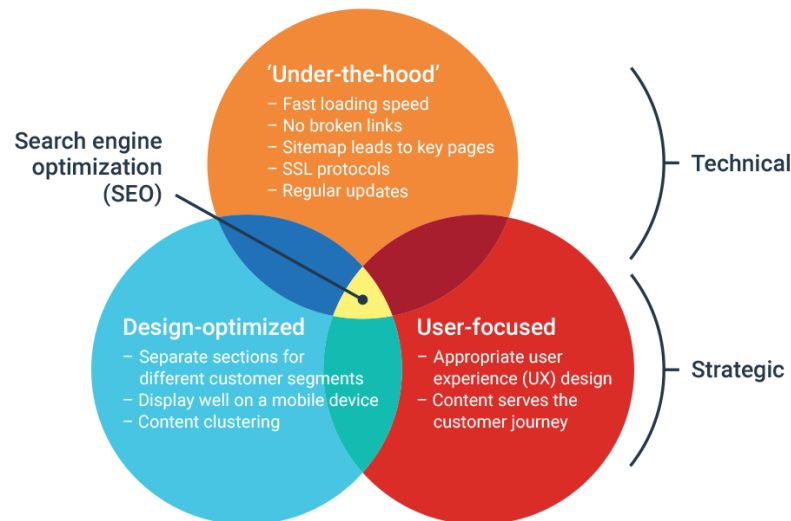 ‘Under-the-hood’
– Fast loading speed
– No broken links
– Sitemap leads to key pages
– SSL protocols
– Regular updates
Search engine
optimization
(SEO)
Technical
Design-optimized
– Separate sections for
different customer segments
– Display well on a mobile device
– Content clustering
User-focused
– Appropriate user
experience (UX) design
– Content serves the
customer journey
Strategic